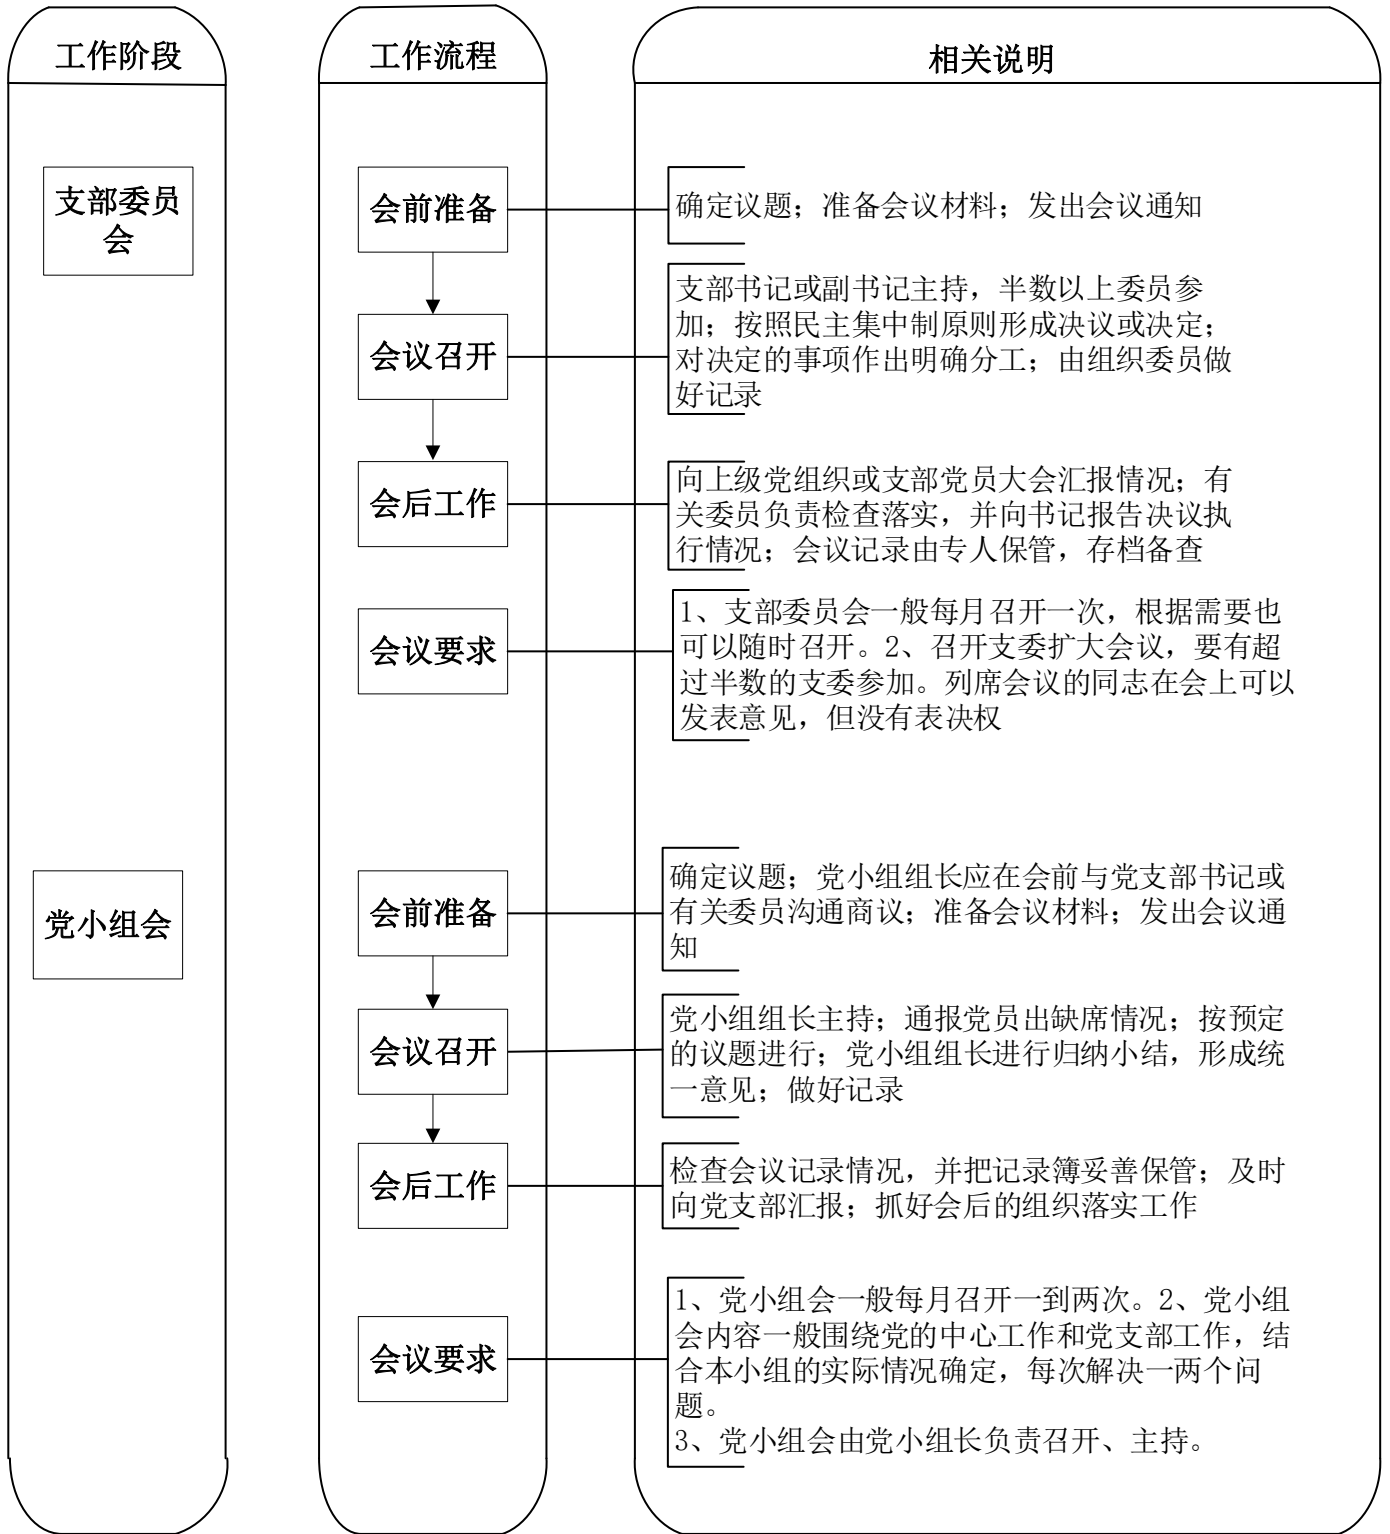 工作阶段
工作流程
相关说明
支部委员
会
会前准备
确定议题；准备会议材料；发出会议通知
会议召开
支部书记或副书记主持，半数以上委员参
加；按照民主集中制原则形成决议或决定；
对决定的事项作出明确分工；由组织委员做
好记录
会后工作
向上级党组织或支部党员大会汇报情况；有
关委员负责检查落实，并向书记报告决议执
行情况；会议记录由专人保管，存档备查
会议要求
1、支部委员会一般每月召开一次，根据需要也
可以随时召开。2、召开支委扩大会议，要有超
过半数的支委参加。列席会议的同志在会上可以
发表意见，但没有表决权
党小组会
会前准备
确定议题；党小组组长应在会前与党支部书记或
有关委员沟通商议；准备会议材料；发出会议通
知
会议召开
党小组组长主持；通报党员出缺席情况；按预定
的议题进行；党小组组长进行归纳小结，形成统
一意见；做好记录
会后工作
检查会议记录情况，并把记录簿妥善保管；及时
向党支部汇报；抓好会后的组织落实工作
会议要求
1、党小组会一般每月召开一到两次。2、党小组
会内容一般围绕党的中心工作和党支部工作，结
合本小组的实际情况确定，每次解决一两个问
题。
3、党小组会由党小组长负责召开、主持。